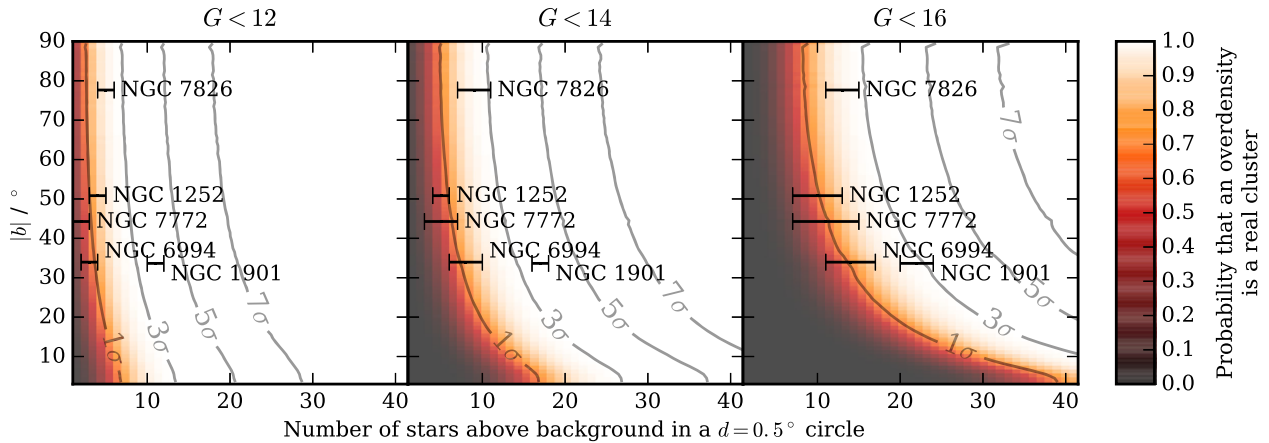 G < 12
G < 14
G < 16
|b| / °
90
80
70
60
50
40
30
20
10
NGC 7826
NGC 1252
NGC 7772
NGC 6994
NGC 1901
1σ
3σ
5σ
7σ
NGC 7826
NGC 1252
NGC 7772
NGC 6994
NGC 1901
1σ
3σ
5σ
7σ
NGC 7826
NGC 1252
NGC 7772
NGC 6994
NGC 1901
1σ
3σ
5σ
7σ
10 20 30 40
10 20 30 40
10 20 30 40
Number of stars above background in a d = 0.5° circle
1.0
0.9
0.8
0.7
0.6
0.5
0.4
0.3
0.2
0.1
0.0
Probability that an overdensity
is a real cluster